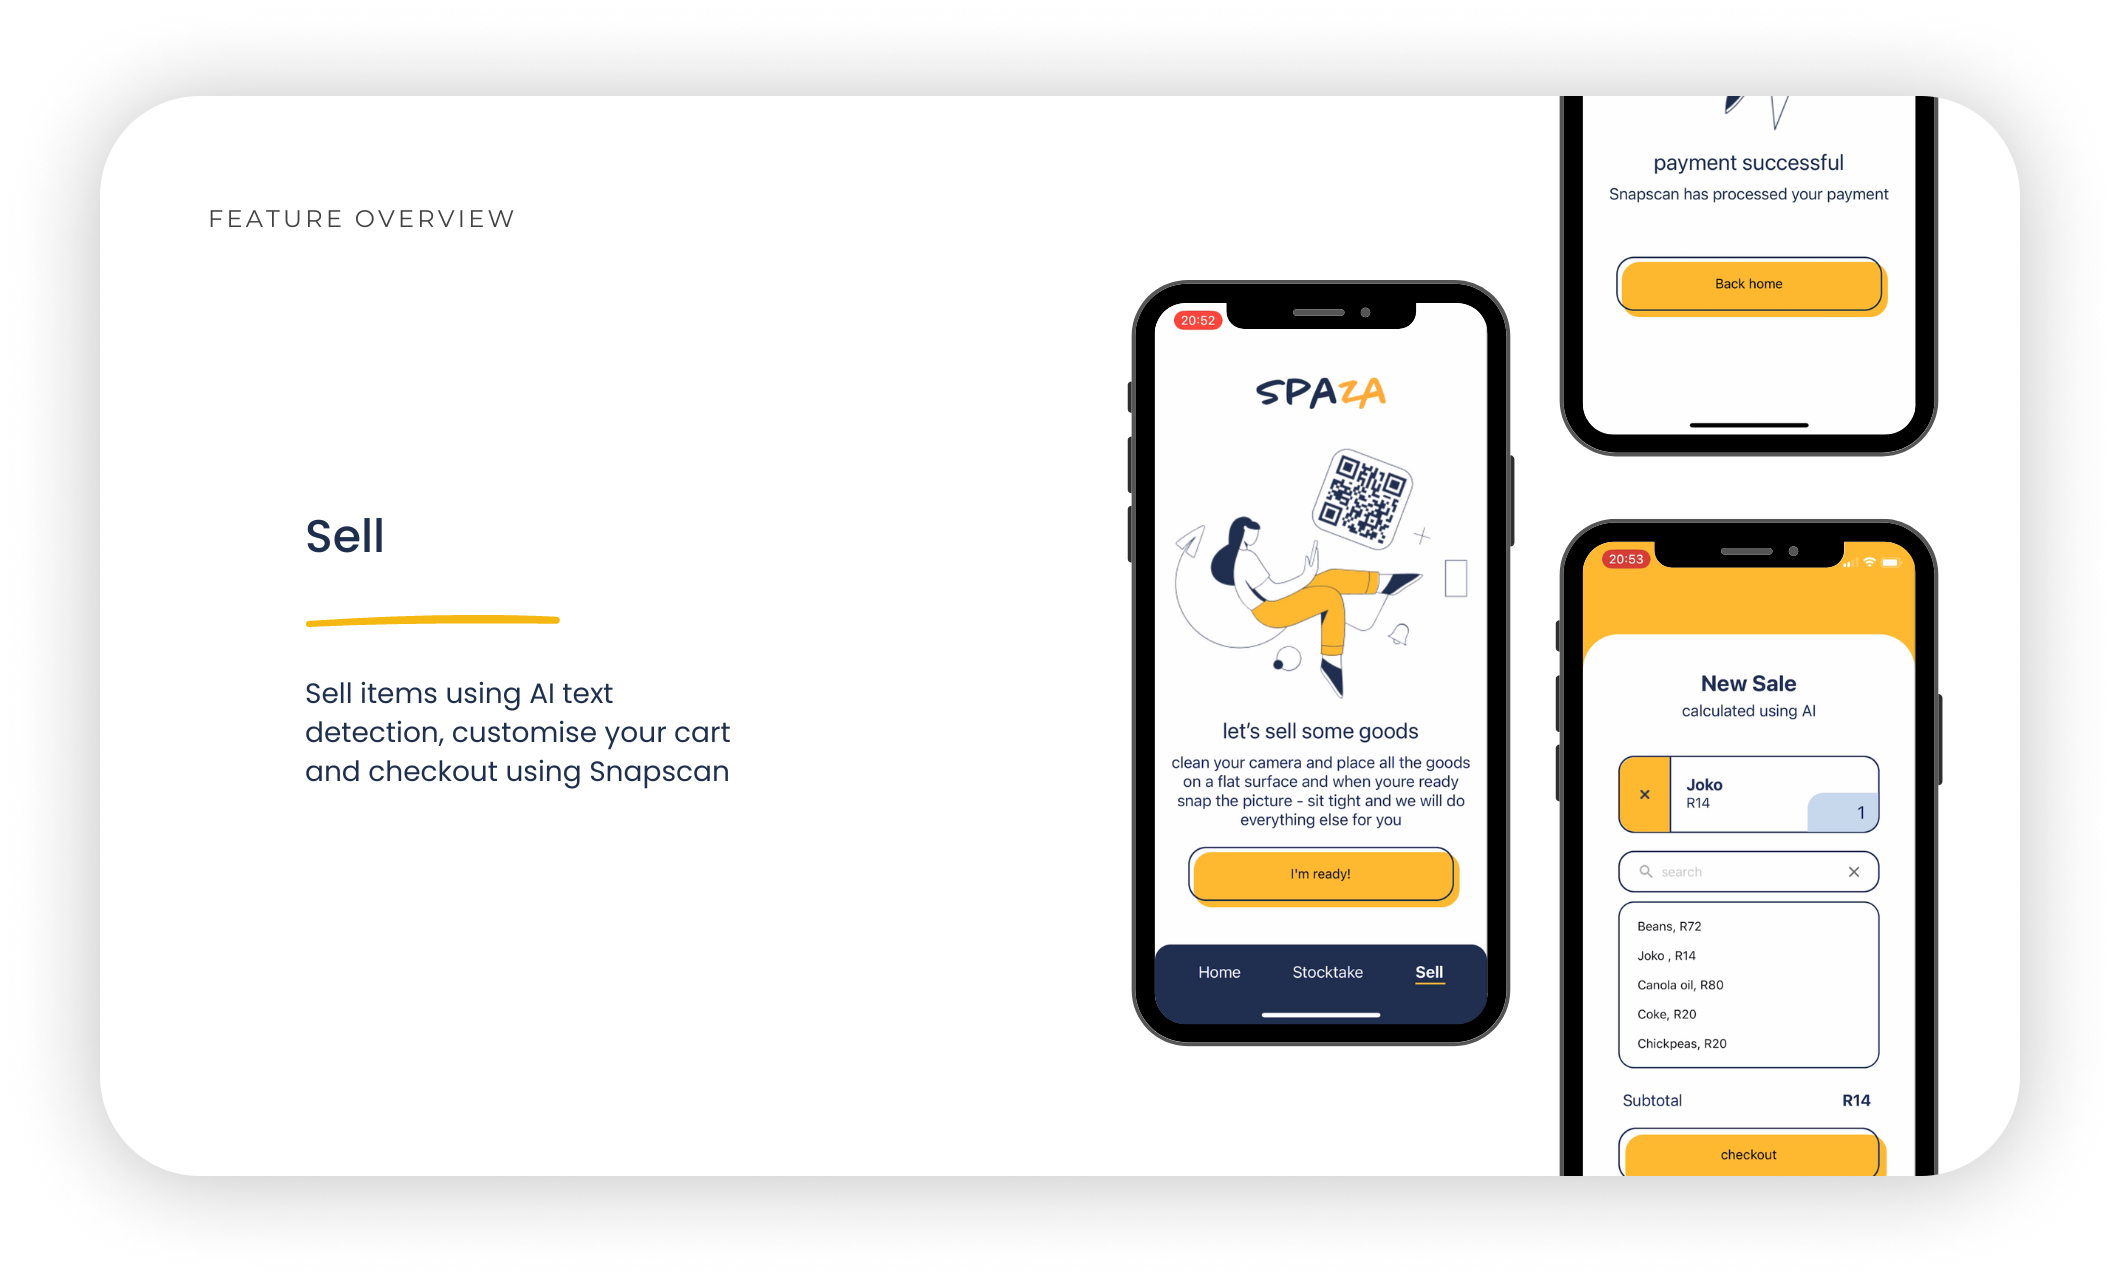 FEATURE OVERVIEW
Sell
Sell items using AI text
detection, customise your cart
and checkout using Snapscan
20:52
SPAZA
let's sell some goods
clean your camera and place all the goods
on a flat surface and when youre ready
snap the picture - sit tight and we will do
everything else for you
I'm ready!
Home Stocktake Sell
payment successful
Snapscan has processed your payment
Back home
20:53
New Sale
calculated using AI
Joko
R14
1
search
Beans, R72
Joko , R14
Canola oil, R80
Coke, R20
Chickpeas, R20
Subtotal R14
checkout